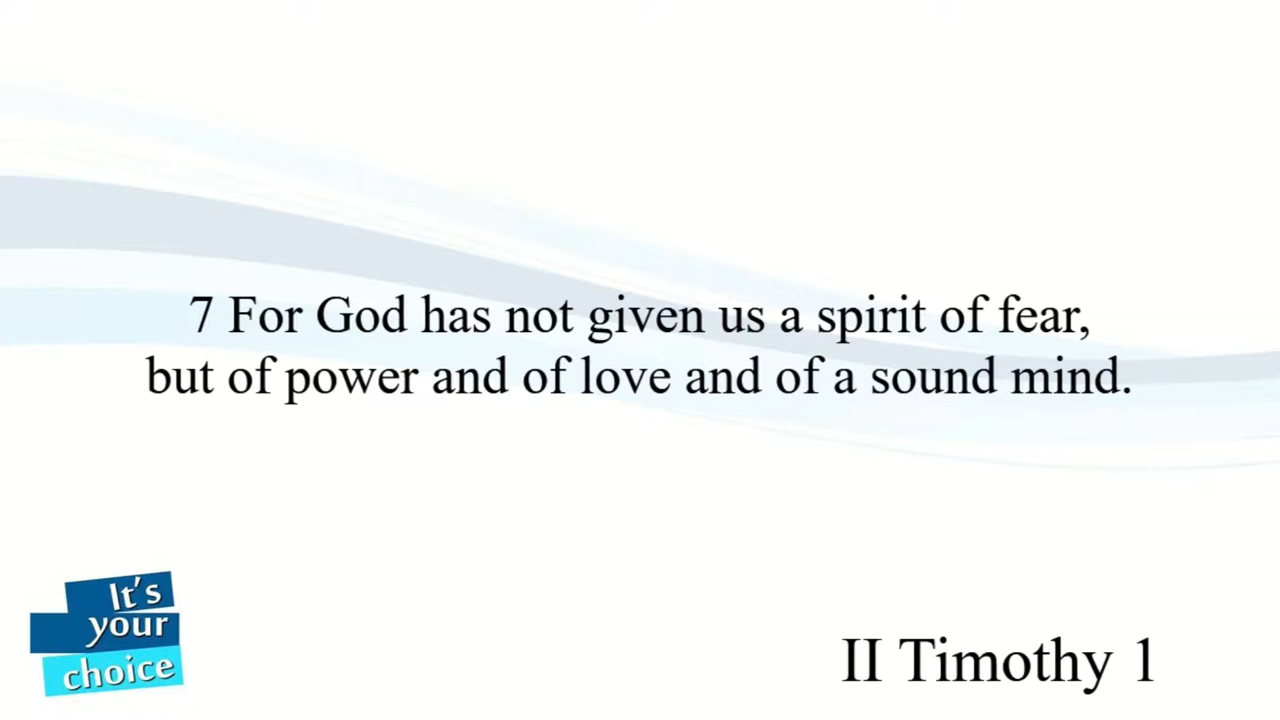 7 For God has not given us a spirit of fear,
but of power and of love and of a sound mind.
It's
your
choice
II Timothy 1